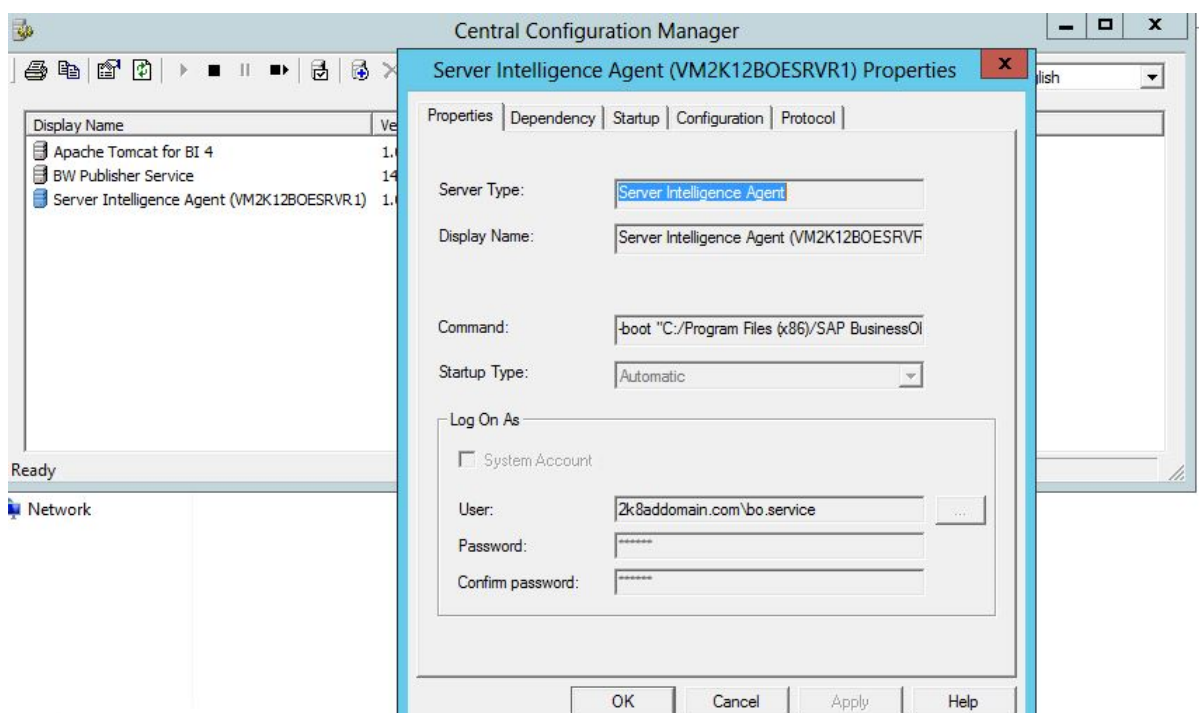 Central Configuration Manager
Server Intelligence Agent (VM2K12BOESRVR1) Properties
x
X
lish
Display Name
Ve
Apache Tomcat for BI 4
1.
BW Publisher Service
14
Server Intelligence Agent (VM2K12BOESRVR1)
1.
Ready
Network
Properties
Dependency
Startup
Configuration
Protocol
Server Type:
Server Intelligence Agent
Display Name:
Server Intelligence Agent (VM2K12BOESRVR
Command:
-boot "C:/Program Files (x86)/SAP BusinessOl
Startup Type:
Automatic
Log On As
System Account
User:
2k8addomain.com\bo.service
...
Password:
******
Confirm password:
******
OK
Cancel
Apply
Help